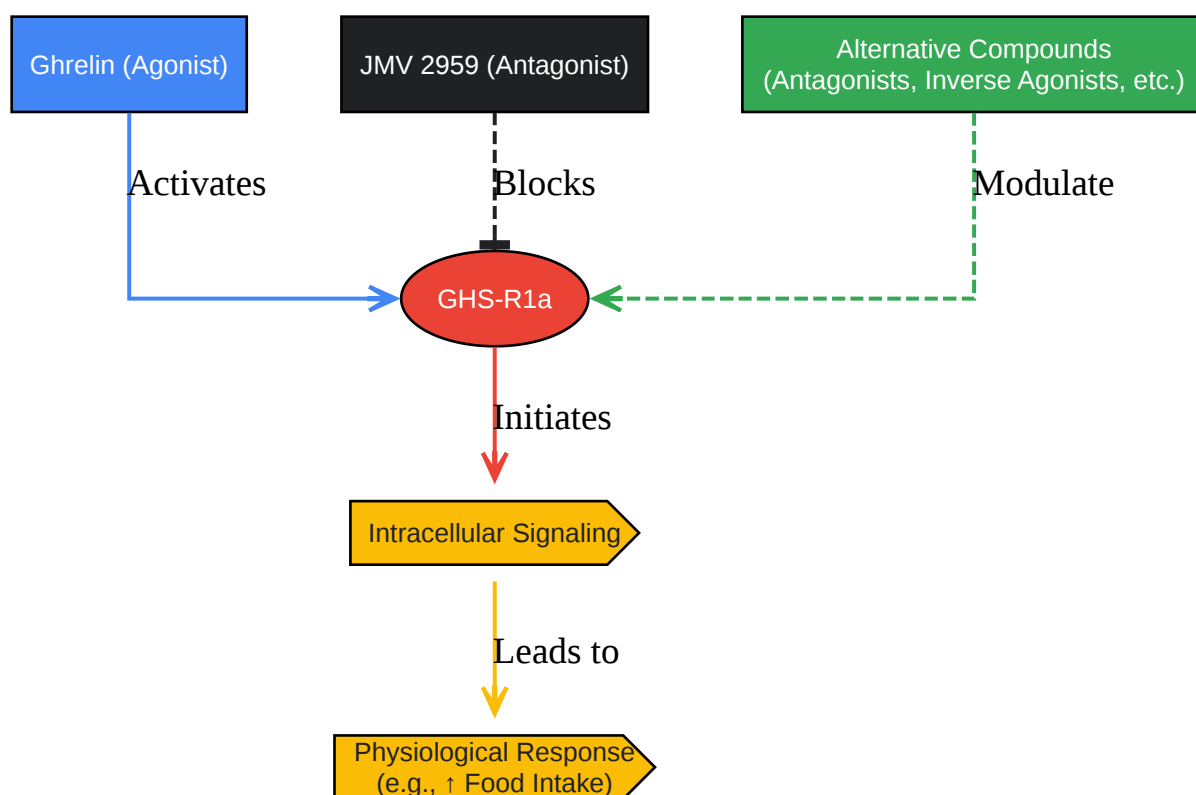 Ghrelin (Agonist)
JMV 2959 (Antagonist)
Alternative Compounds
(Antagonists, Inverse Agonists, etc.)
Activates
Blocks
Modulate
GHS-R1a
Initiates
Intracellular Signaling
Leads to
Physiological Response
(e.g., ↑ Food Intake)